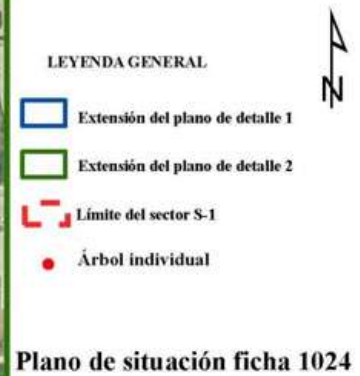 N
LEYENDA GENERAL
Extensión del plano de detalle 1
Extensión del plano de detalle 2
Límite del sector S-1
Árbol individual
Plano de situación ficha 1024